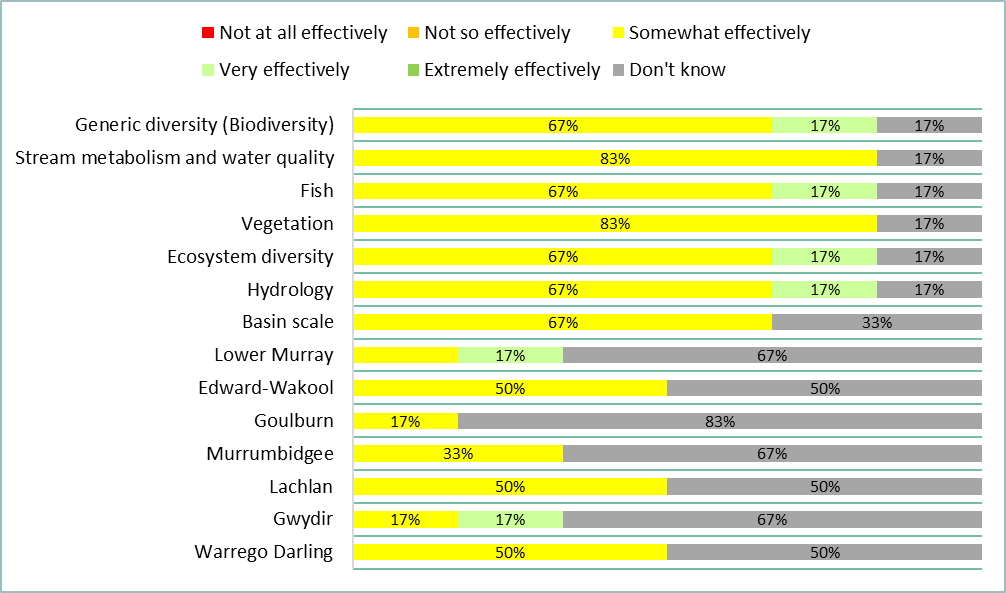 Not at all effectively Not so effectively Somewhat effectively
Very effectively Extremely effectively Don't know
Generic diversity (Biodiversity) 67% 17% 17%
Stream metabolism and water quality 83% 17%
Fish 67% 17% 17%
Vegetation 83% 17%
Ecosystem diversity 67% 17% 17%
Hydrology 67% 17% 17%
Basin scale 67% 33%
Lower Murray 17% 67%
Edward-Wakool 50% 50%
Goulburn 17% 83%
Murrumbidgee 33% 67%
Lachlan 50% 50%
Gwydir 17% 17% 67%
Warrego Darling 50% 50%